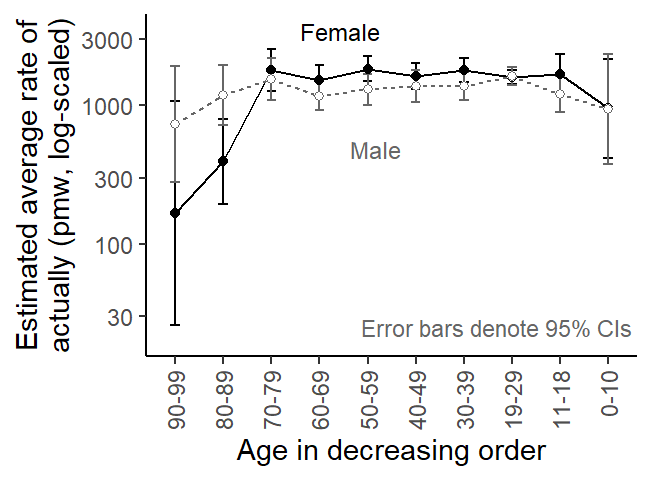 Estimated average rate of
actually (pmw, log-scaled)
3000
1000
300
100
30
Female
Male
Error bars denote 95% CIs
90-99
80-89
70-79
60-69
50-59
40-49
30-39
19-29
11-18
0-10
Age in decreasing order